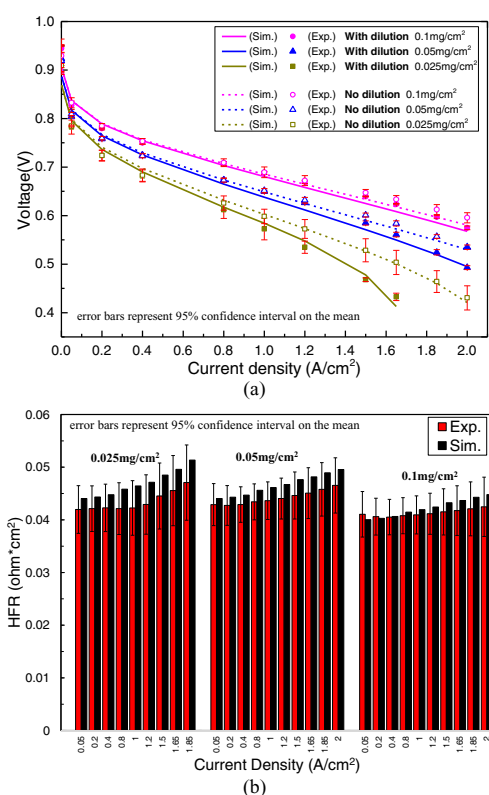 (Sim.) (Exp.) With dilution 0.1mg/cm²
(Sim.) (Exp.) With dilution 0.05mg/cm²
(Sim.) (Exp.) With dilution 0.025mg/cm²
(Sim.) (Exp.) No dilution 0.1mg/cm²
(Sim.) (Exp.) No dilution 0.05mg/cm²
(Sim.) (Exp.) No dilution 0.025mg/cm²
Voltage(V)
1.0
0.9
0.8
0.7
0.6
0.5
0.4
error bars represent 95% confidence interval on the mean
0.0 0.2 0.4 0.6 0.8 1.0 1.2 1.4 1.6 1.8 2.0
Current density (A/cm²)
(a)
error bars represent 95% confidence interval on the mean
Exp.
Sim.
0.025mg/cm²
0.05mg/cm²
0.1mg/cm²
HFR (ohm*cm²)
0.06
0.05
0.04
0.03
0.02
0.01
0
0.05 0.2 0.4 0.8 1 1.2 1.5 1.65 1.85 0.05 0.2 0.4 0.8 1 1.2 1.5 1.65 1.85 2 0.05 0.2 0.4 0.8 1 1.2 1.5 1.65 1.85 2
Current Density (A/cm²)
(b)